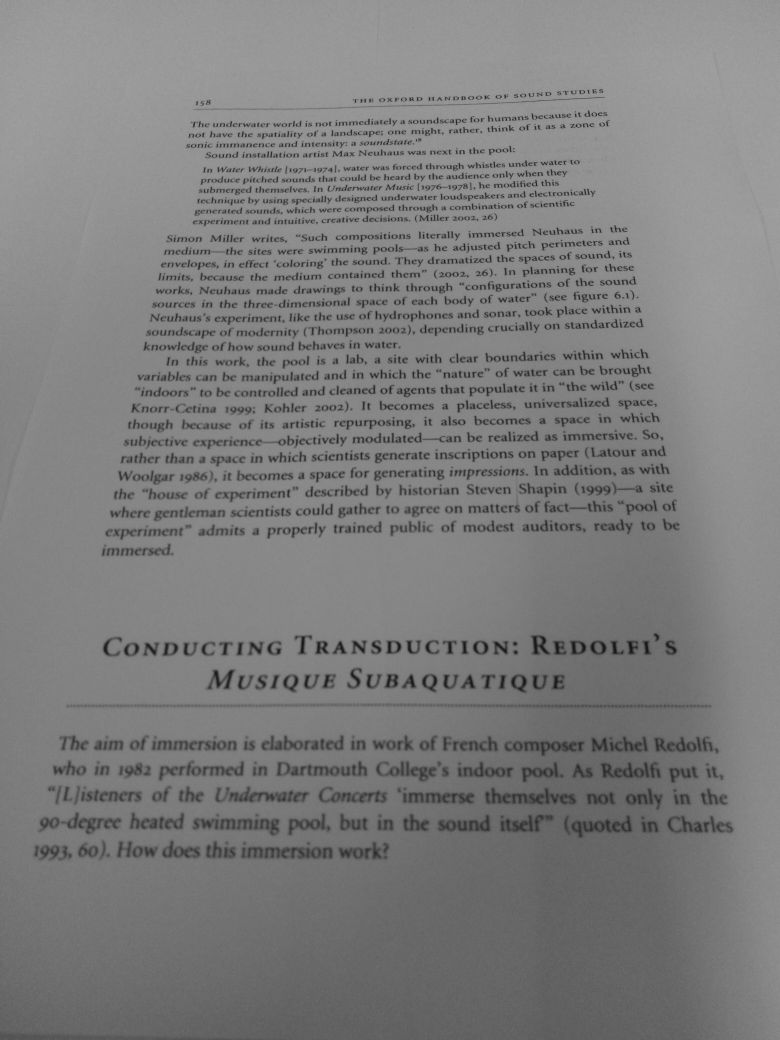 158 THE OXFORD HANDBOOK OF SOUND STUDIES
The underwater world is not immediately a soundscape for humans because it does
not have the spatiality of a landscape; one might, rather, think of it as a zone of
sonic immanence and intensity: a soundstate.
Sound installation artist Max Neuhaus was next in the pool:
In Water Whistle [1971–1974], water was forced through whistles under water to
produce pitched sounds that could be heard by the audience only when they
submerged themselves. In Underwater Music [1976–1978], he modified this
technique by using specially designed underwater loudspeakers and electronically
generated sounds, which were composed through a combination of scientific
experiment and intuitive, creative decisions. (Miller 2002, 26)
Simon Miller writes, "Such compositions literally immersed Neuhaus in the
medium—the sites were swimming pools—as he adjusted pitch perimeters and
envelopes, in effect 'coloring' the sound. They dramatized the spaces of sound, its
limits, because the medium contained them" (2002, 26). In planning for these
works, Neuhaus made drawings to think through "configurations of the sound
sources in the three-dimensional space of each body of water" (see figure 6.1).
Neuhaus's experiment, like the use of hydrophones and sonar, took place within a
soundscape of modernity (Thompson 2002), depending crucially on standardized
knowledge of how sound behaves in water.
In this work, the pool is a lab, a site with clear boundaries within which
variables can be manipulated and in which the "nature" of water can be brought
"indoors" to be controlled and cleaned of agents that populate it in "the wild" (see
Knorr-Cetina 1999; Kohler 2002). It becomes a placeless, universalized space,
though because of its artistic repurposing, it also becomes a space in which
subjective experience—objectively modulated—can be realized as immersive. So,
rather than a space in which scientists generate inscriptions on paper (Latour and
Woolgar 1986), it becomes a space for generating impressions. In addition, as with
the "house of experiment" described by historian Steven Shapin (1999)—a site
where gentleman scientists could gather to agree on matters of fact—this "pool of
experiment" admits a properly trained public of modest auditors, ready to be
immersed.
Conducting Transduction: Redolfi's
Musique Subaquatique
The aim of immersion is elaborated in work of French composer Michel Redolfi,
who in 1982 performed in Dartmouth College's indoor pool. As Redolfi put it,
"[L]isteners of the Underwater Concerts 'immerse themselves not only in the
90-degree heated swimming pool, but in the sound itself'" (quoted in Charles
1993, 60). How does this immersion work?